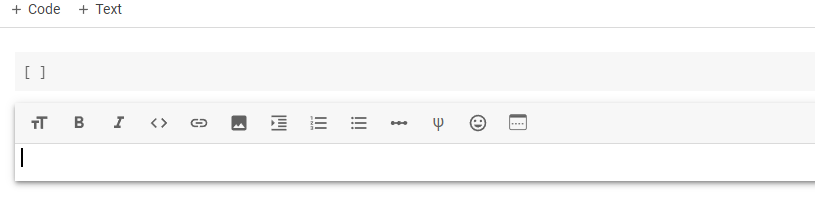 + Code + Text
[ ]
B I <> ψ